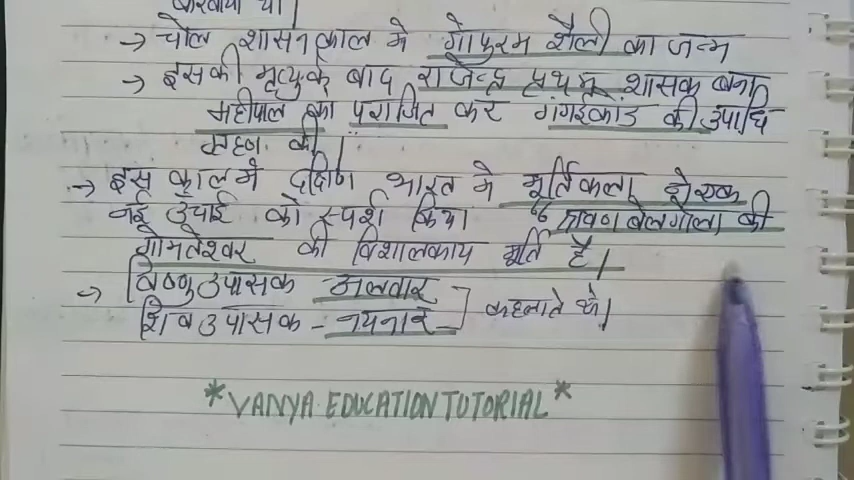 करवाया था।
→ चोल शासनकाल मे गोपुरम शैली का जन्म
→ इसकी मृत्यु के बाद राजेन्द्र प्रथम शासक बना
महीपाल का पराजित कर गंगईकोंड की उपाधि
ग्रहण की।
→ इस काल मे दक्षिण भारत मे मूर्तिकला ने एक
नई उंचाई को स्पर्श किया "श्रावणबेलगोला की
गोमतेश्वर की विशालकाय मूर्ति है।
→ विष्णु उपासक अलवार
शिव उपासक - नयनार ] कहलाते थे।
*VANYA EDUCATION TUTORIAL*